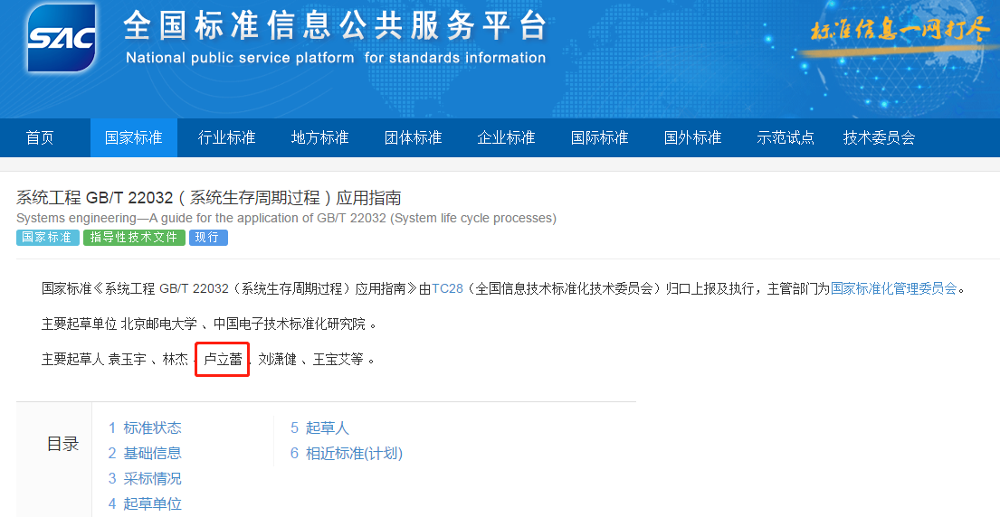 SAC
全国标准信息公共服务平台
National public service platform for standards information
标准信息一网打尽
首页 国家标准 行业标准 地方标准 团体标准 企业标准 国际标准 国外标准 示范试点 技术委员会
系统工程 GB/T 22032（系统生存周期过程）应用指南
Systems engineering—A guide for the application of GB/T 22032 (System life cycle processes)
国家标准 指导性技术文件 现行
国家标准《系统工程 GB/T 22032（系统生存周期过程）应用指南》由TC28（全国信息技术标准化技术委员会）归口上报及执行，主管部门为国家标准化管理委员会。
主要起草单位 北京邮电大学 、中国电子技术标准化研究院 。
主要起草人 袁玉宇 、林杰 、卢立蕾 、刘潇健 、王宝艾等 。
目录
1 标准状态
2 基础信息
3 采标情况
4 起草单位
5 起草人
6 相近标准(计划)